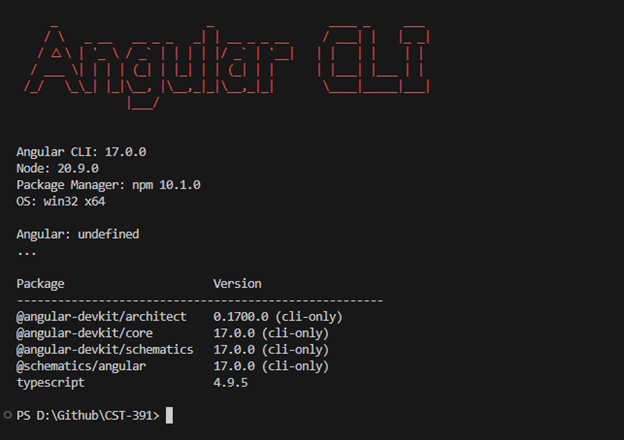 Angular CLI
Angular CLI: 17.0.0
Node: 20.9.0
Package Manager: npm 10.1.0
OS: win32 x64
Angular: undefined
...
Package                      Version
------------------------------------------------------
@angular-devkit/architect    0.1700.0 (cli-only)
@angular-devkit/core         17.0.0 (cli-only)
@angular-devkit/schematics   17.0.0 (cli-only)
@schematics/angular          17.0.0 (cli-only)
typescript                   4.9.5
PS D:\Github\CST-391>